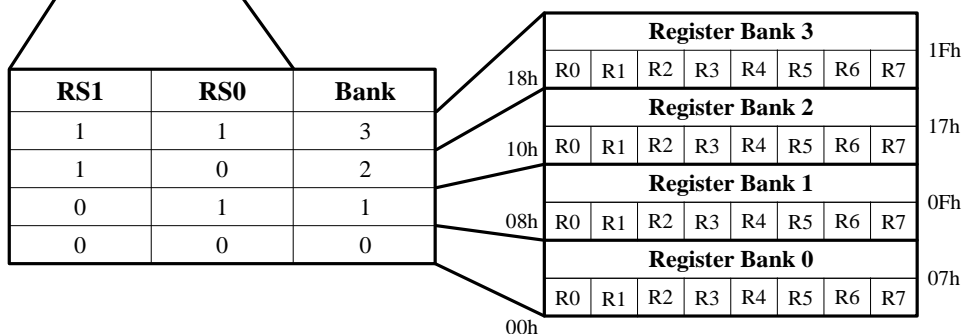 RS1 RS0 Bank
1 1 3
1 0 2
0 1 1
0 0 0
Register Bank 3
1Fh
18h R0 R1 R2 R3 R4 R5 R6 R7
Register Bank 2
17h
10h R0 R1 R2 R3 R4 R5 R6 R7
Register Bank 1
0Fh
08h R0 R1 R2 R3 R4 R5 R6 R7
Register Bank 0
07h
R0 R1 R2 R3 R4 R5 R6 R7
00h